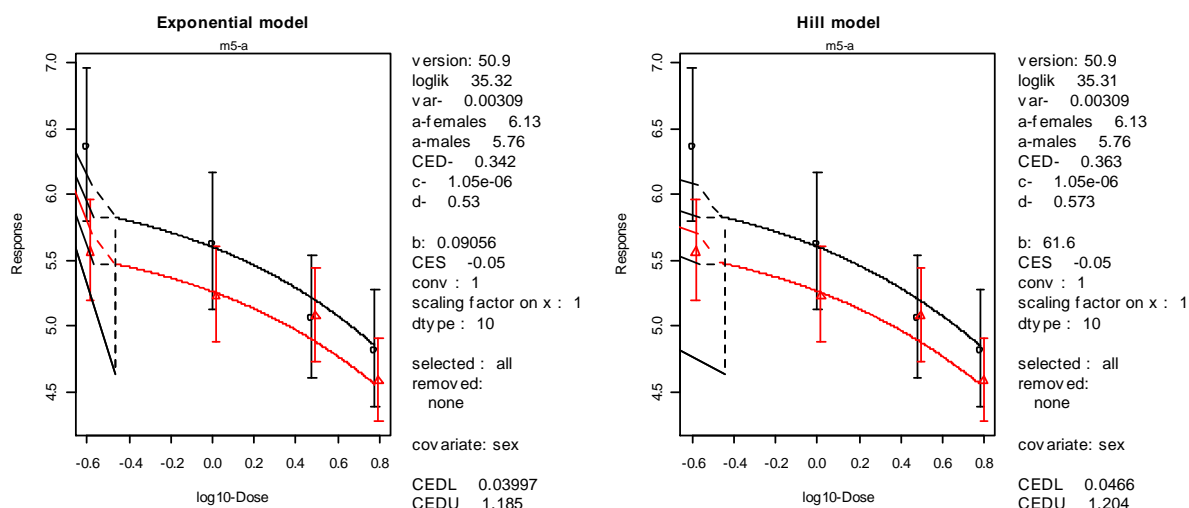 Exponential model
m5-a
7.0
6.5
6.0
5.5
5.0
4.5
Response
-0.6 -0.4 -0.2 0.0 0.2 0.4 0.6 0.8
log10-Dose
version: 50.9
loglik 35.32
var- 0.00309
a-females 6.13
a-males 5.76
CED- 0.342
c- 1.05e-06
d- 0.53
b: 0.09056
CES -0.05
conv : 1
scaling factor on x : 1
dtype : 10
selected : all
removed:
none
covariate: sex
CEDL 0.03997
CEDU 1.185
Hill model
m5-a
7.0
6.5
6.0
5.5
5.0
4.5
Response
-0.6 -0.4 -0.2 0.0 0.2 0.4 0.6 0.8
log10-Dose
version: 50.9
loglik 35.31
var- 0.00309
a-females 6.13
a-males 5.76
CED- 0.363
c- 1.05e-06
d- 0.573
b: 61.6
CES -0.05
conv : 1
scaling factor on x : 1
dtype : 10
selected : all
removed:
none
covariate: sex
CEDL 0.0466
CEDU 1.204